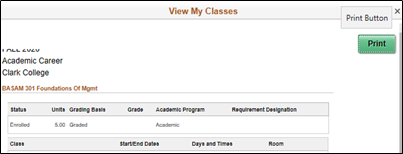 View My Classes
Print Button
Print
FALL 2020
Academic Career
Clark College
BASAM 301 Foundations Of Mgmt
Status Units Grading Basis Grade Academic Program Requirement Designation
Enrolled 5.00 Graded Academic
Class Start/End Dates Days and Times Room